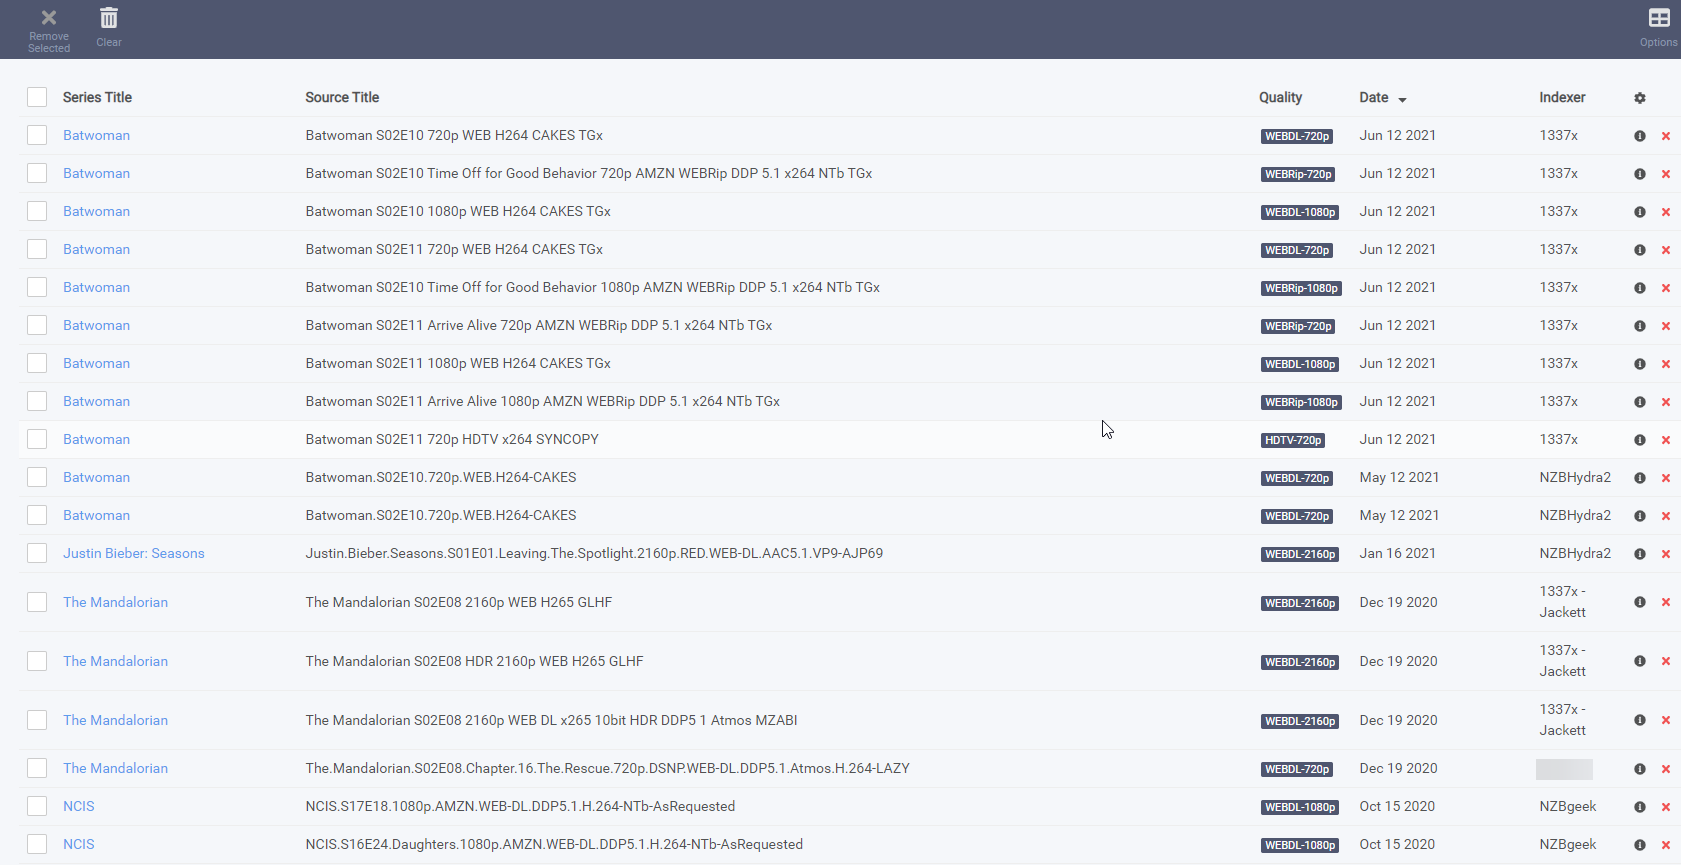 Remove
Selected
Clear
Options
Series Title Source Title Quality Date Indexer
Batwoman Batwoman S02E10 720p WEB H264 CAKES TGx WEBDL-720p Jun 12 2021 1337x
Batwoman Batwoman S02E10 Time Off for Good Behavior 720p AMZN WEBRip DDP 5.1 x264 NTb TGx WEBRip-720p Jun 12 2021 1337x
Batwoman Batwoman S02E10 1080p WEB H264 CAKES TGx WEBDL-1080p Jun 12 2021 1337x
Batwoman Batwoman S02E11 720p WEB H264 CAKES TGx WEBDL-720p Jun 12 2021 1337x
Batwoman Batwoman S02E10 Time Off for Good Behavior 1080p AMZN WEBRip DDP 5.1 x264 NTb TGx WEBRip-1080p Jun 12 2021 1337x
Batwoman Batwoman S02E11 Arrive Alive 720p AMZN WEBRip DDP 5.1 x264 NTb TGx WEBRip-720p Jun 12 2021 1337x
Batwoman Batwoman S02E11 1080p WEB H264 CAKES TGx WEBDL-1080p Jun 12 2021 1337x
Batwoman Batwoman S02E11 Arrive Alive 1080p AMZN WEBRip DDP 5.1 x264 NTb TGx WEBRip-1080p Jun 12 2021 1337x
Batwoman Batwoman S02E11 720p HDTV x264 SYNCOPY HDTV-720p Jun 12 2021 1337x
Batwoman Batwoman.S02E10.720p.WEB.H264-CAKES WEBDL-720p May 12 2021 NZBHydra2
Batwoman Batwoman.S02E10.720p.WEB.H264-CAKES WEBDL-720p May 12 2021 NZBHydra2
Justin Bieber: Seasons Justin.Bieber.Seasons.S01E01.Leaving.The.Spotlight.2160p.RED.WEB-DL.AAC5.1.VP9-AJP69 WEBDL-2160p Jan 16 2021 NZBHydra2
The Mandalorian The Mandalorian S02E08 2160p WEB H265 GLHF WEBDL-2160p Dec 19 2020 1337x -
Jackett
The Mandalorian The Mandalorian S02E08 HDR 2160p WEB H265 GLHF WEBDL-2160p Dec 19 2020 1337x -
Jackett
The Mandalorian The Mandalorian S02E08 2160p WEB DL x265 10bit HDR DDP5 1 Atmos MZABI WEBDL-2160p Dec 19 2020 1337x -
Jackett
The Mandalorian The.Mandalorian.S02E08.Chapter.16.The.Rescue.720p.DSNP.WEB-DL.DDP5.1.Atmos.H.264-LAZY WEBDL-720p Dec 19 2020
NCIS NCIS.S17E18.1080p.AMZN.WEB-DL.DDP5.1.H.264-NTb-AsRequested WEBDL-1080p Oct 15 2020 NZBgeek
NCIS NCIS.S16E24.Daughters.1080p.AMZN.WEB-DL.DDP5.1.H.264-NTb-AsRequested WEBDL-1080p Oct 15 2020 NZBgeek